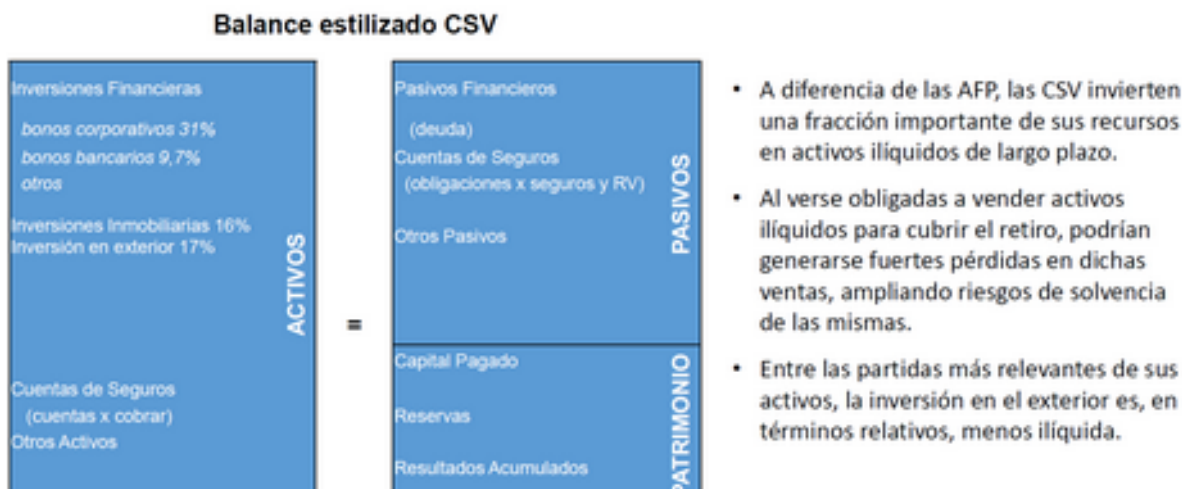 Balance estilizado CSV
Inversiones Financieras
bonos corporativos 31%
bonos bancarios 9,7%
otros
Inversiones Inmobiliarias 16%
Inversión en exterior 17%
Cuentas de Seguros
(cuentas x cobrar)
Otros Activos
ACTIVOS
=
Pasivos Financieros
(deuda)
Cuentas de Seguros
(obligaciones x seguros y RV)
Otros Pasivos
PASIVOS
Capital Pagado
Reservas
Resultados Acumulados
PATRIMONIO
• A diferencia de las AFP, las CSV invierten
una fracción importante de sus recursos
en activos ilíquidos de largo plazo.
• Al verse obligadas a vender activos
ilíquidos para cubrir el retiro, podrían
generarse fuertes pérdidas en dichas
ventas, ampliando riesgos de solvencia
de las mismas.
• Entre las partidas más relevantes de sus
activos, la inversión en el exterior es, en
términos relativos, menos ilíquida.